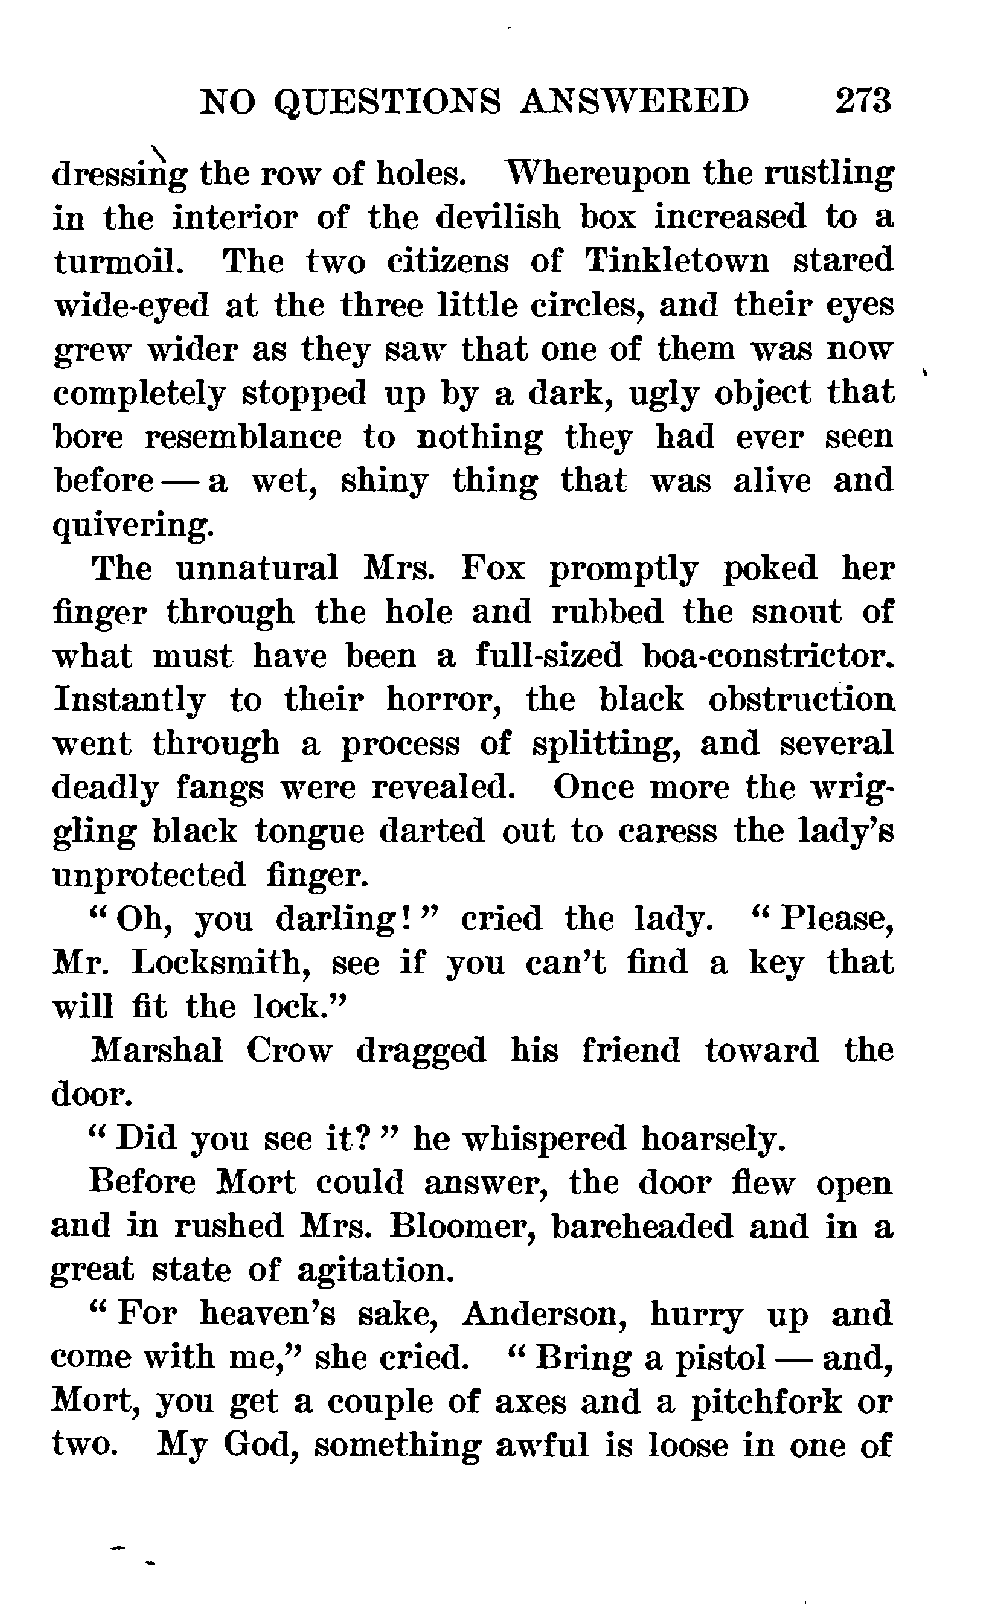 NO QUESTIONS ANSWERED 273
dressing the row of holes. Whereupon the rustling
in the interior of the devilish box increased to a
turmoil. The two citizens of Tinkletown stared
wide-eyed at the three little circles, and their eyes
grew wider as they saw that one of them was now
completely stopped up by a dark, ugly object that
bore resemblance to nothing they had ever seen
before — a wet, shiny thing that was alive and
quivering.
The unnatural Mrs. Fox promptly poked her
finger through the hole and rubbed the snout of
what must have been a full-sized boa-constrictor.
Instantly to their horror, the black obstruction
went through a process of splitting, and several
deadly fangs were revealed. Once more the wrig-
gling black tongue darted out to caress the lady's
unprotected finger.
" Oh, you darling! " cried the lady. " Please,
Mr. Locksmith, see if you can't find a key that
will fit the lock."
Marshal Crow dragged his friend toward the
door.
" Did you see it? " he whispered hoarsely.
Before Mort could answer, the door flew open
and in rushed Mrs. Bloomer, bareheaded and in a
great state of agitation.
" For heaven's sake, Anderson, hurry up and
come with me," she cried. " Bring a pistol — and,
Mort, you get a couple of axes and a pitchfork or
two. My God, something awful is loose in one of